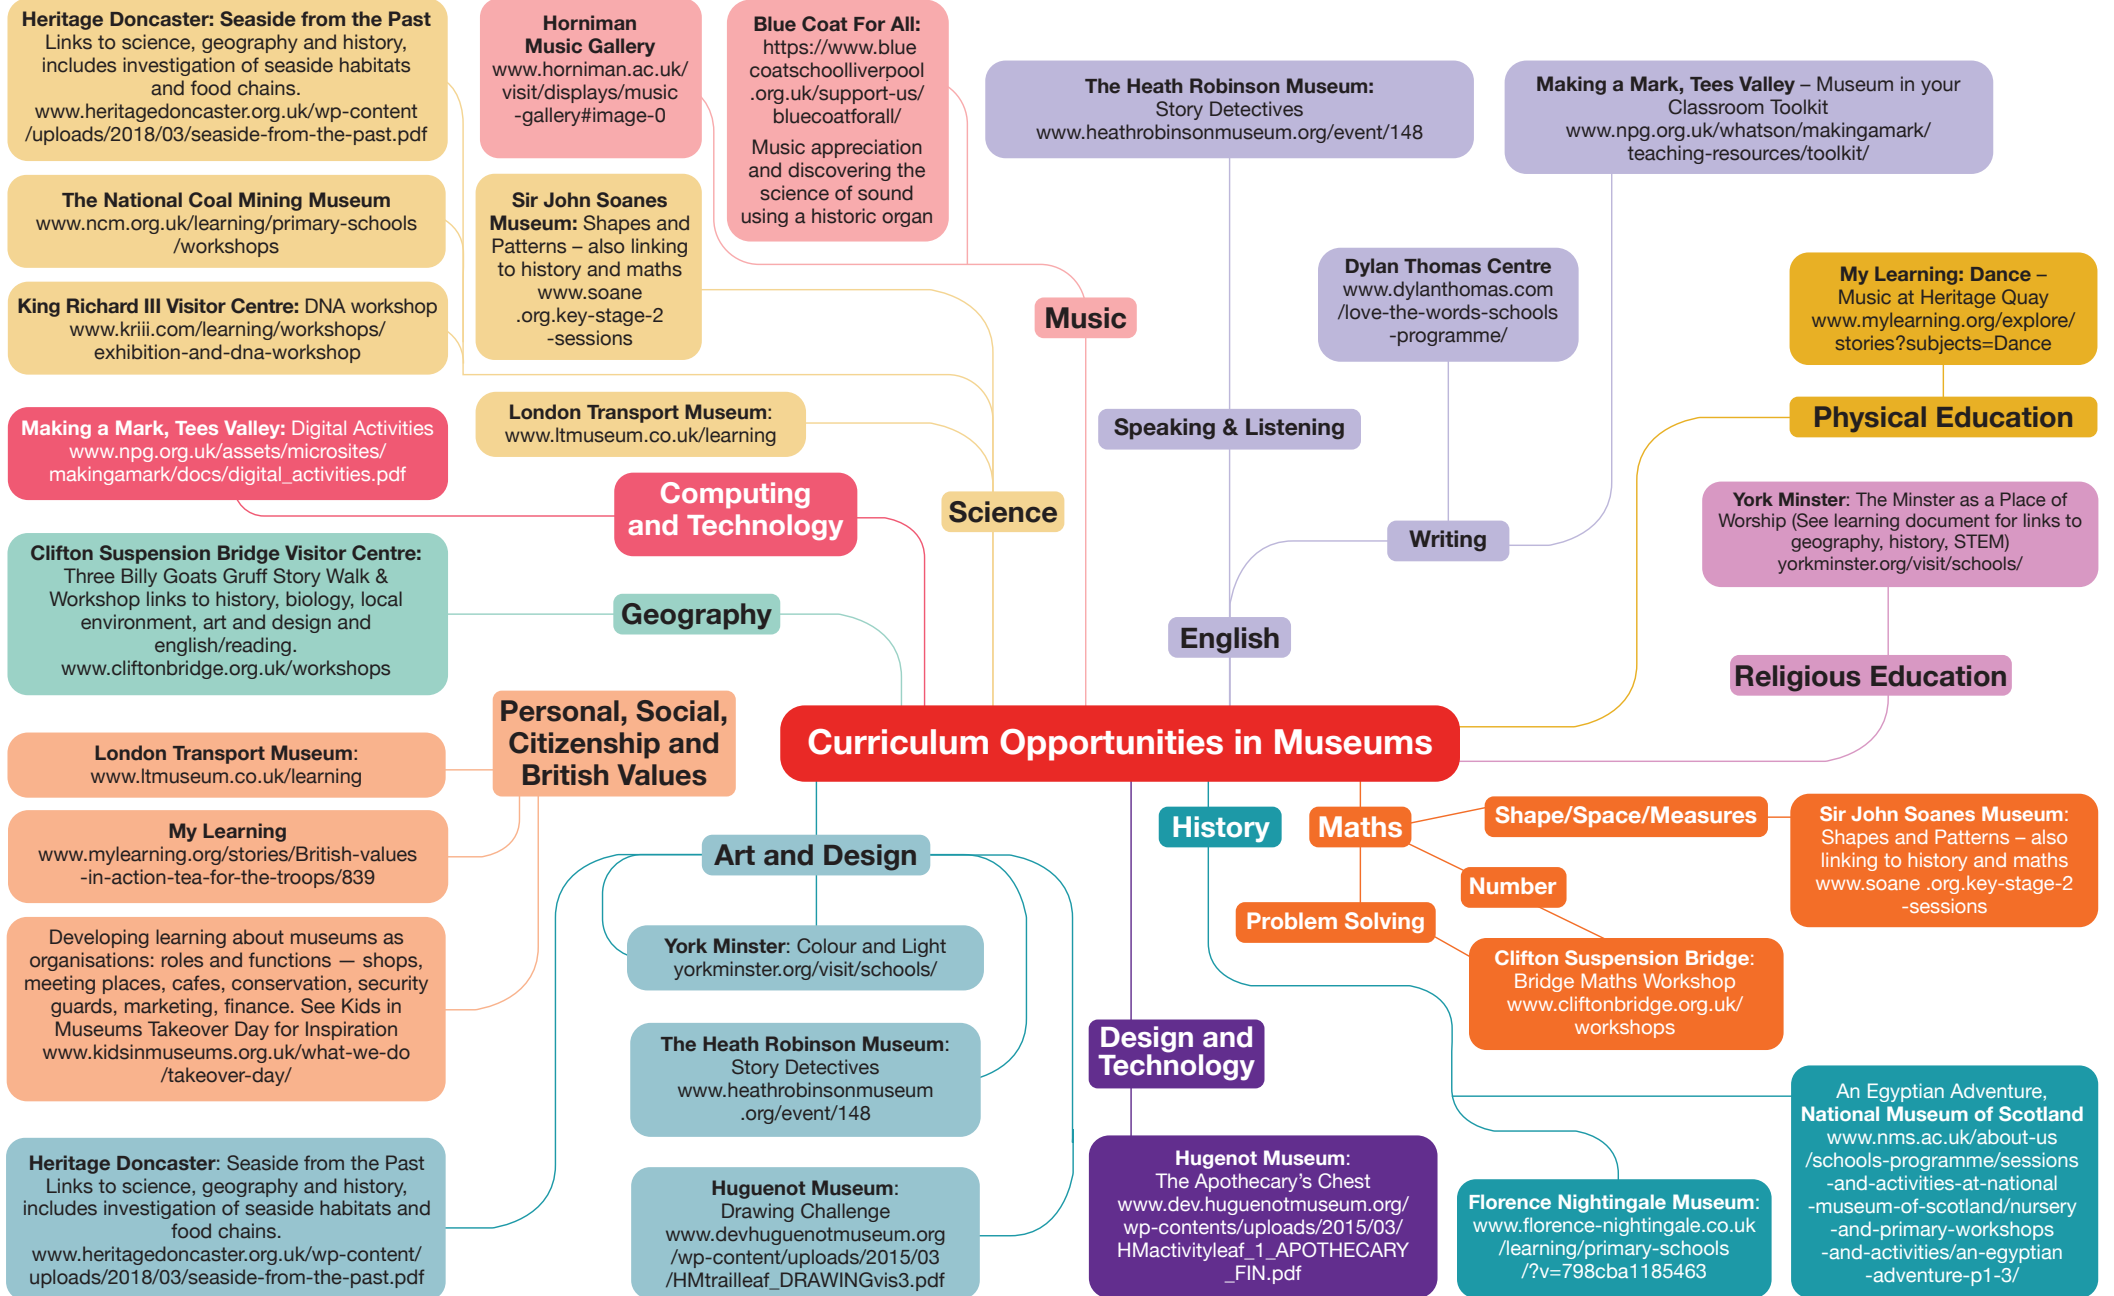 Heritage Doncaster: Seaside from the Past
Links to science, geography and history,
includes investigation of seaside habitats
and food chains.
www.heritagedoncaster.org.uk/wp-content
/uploads/2018/03/seaside-from-the-past.pdf
The National Coal Mining Museum
www.ncm.org.uk/learning/primary-schools
/workshops
King Richard III Visitor Centre: DNA workshop
www.kriii.com/learning/workshops/
exhibition-and-dna-workshop
Horniman
Music Gallery
www.horniman.ac.uk/
visit/displays/music
-gallery#image-0
Sir John Soanes
Museum: Shapes and
Patterns – also linking
to history and maths
www.soane
.org.key-stage-2
-sessions
London Transport Museum:
www.ltmuseum.co.uk/learning
Blue Coat For All:
https://www.blue
coatschoolliverpool
.org.uk/support-us/
bluecoatforall/
Music appreciation
and discovering the
science of sound
using a historic organ
Music
Science
The Heath Robinson Museum:
Story Detectives
www.heathrobinsonmuseum.org/event/148
Making a Mark, Tees Valley – Museum in your
Classroom Toolkit
www.npg.org.uk/whatson/makingamark/
teaching-resources/toolkit/
Dylan Thomas Centre
www.dylanthomas.com
/love-the-words-schools
-programme/
Speaking & Listening
Writing
English
My Learning: Dance –
Music at Heritage Quay
www.mylearning.org/explore/
stories?subjects=Dance
Physical Education
York Minster: The Minster as a Place of
Worship (See learning document for links to
geography, history, STEM)
yorkminster.org/visit/schools/
Religious Education
Making a Mark, Tees Valley: Digital Activities
www.npg.org.uk/assets/microsites/
makingamark/docs/digital_activities.pdf
Computing
and Technology
Clifton Suspension Bridge Visitor Centre:
Three Billy Goats Gruff Story Walk &
Workshop links to history, biology, local
environment, art and design and
english/reading.
www.cliftonbridge.org.uk/workshops
Geography
Curriculum Opportunities in Museums
Personal, Social,
Citizenship and
British Values
London Transport Museum:
www.ltmuseum.co.uk/learning
My Learning
www.mylearning.org/stories/British-values
-in-action-tea-for-the-troops/839
Developing learning about museums as
organisations: roles and functions — shops,
meeting places, cafes, conservation, security
guards, marketing, finance. See Kids in
Museums Takeover Day for Inspiration
www.kidsinmuseums.org.uk/what-we-do
/takeover-day/
Art and Design
York Minster: Colour and Light
yorkminster.org/visit/schools/
The Heath Robinson Museum:
Story Detectives
www.heathrobinsonmuseum
.org/event/148
Heritage Doncaster: Seaside from the Past
Links to science, geography and history,
includes investigation of seaside habitats and
food chains.
www.heritagedoncaster.org.uk/wp-content/
uploads/2018/03/seaside-from-the-past.pdf
Huguenot Museum:
Drawing Challenge
www.devhuguenotmuseum.org
/wp-content/uploads/2015/03
/HMtrailleaf_DRAWINGvis3.pdf
Design and
Technology
Hugenot Museum:
The Apothecary’s Chest
www.dev.huguenotmuseum.org/
wp-contents/uploads/2015/03/
HMactivityleaf_1_APOTHECARY
_FIN.pdf
History
Maths
Shape/Space/Measures
Number
Problem Solving
Sir John Soanes Museum:
Shapes and Patterns – also
linking to history and maths
www.soane .org.key-stage-2
-sessions
Clifton Suspension Bridge:
Bridge Maths Workshop
www.cliftonbridge.org.uk/
workshops
Florence Nightingale Museum:
www.florence-nightingale.co.uk
/learning/primary-schools
/?v=798cba1185463
An Egyptian Adventure,
National Museum of Scotland
www.nms.ac.uk/about-us
/schools-programme/sessions
-and-activities-at-national
-museum-of-scotland/nursery
-and-primary-workshops
-and-activities/an-egyptian
-adventure-p1-3/